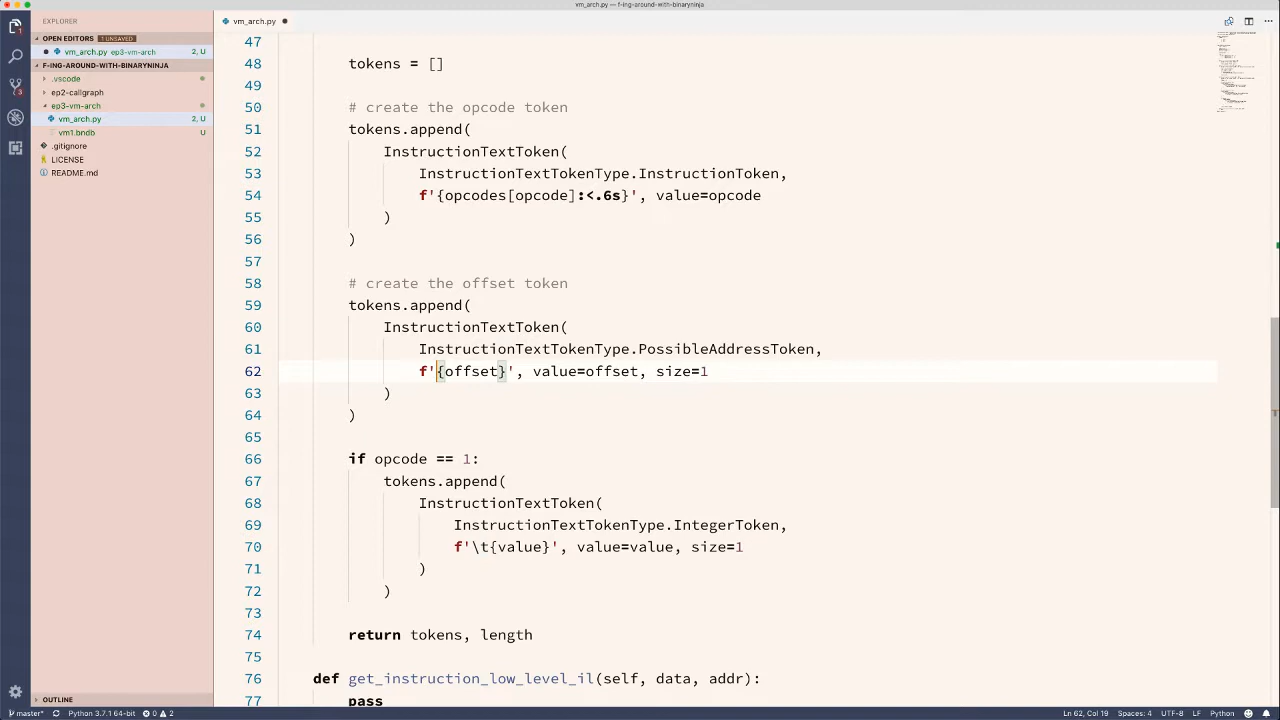 vm_arch.py — f-ing-around-with-binaryninja
EXPLORER
OPEN EDITORS 1 UNSAVED
vm_arch.py ep3-vm-arch 2, U
F-ING-AROUND-WITH-BINARYNINJA
.vscode
ep2-callgraph
ep3-vm-arch
vm_arch.py 2, U
vm1.bndb U
.gitignore
LICENSE
README.md
OUTLINE
vm_arch.py
47
48 tokens = []
49
50 # create the opcode token
51 tokens.append(
52 InstructionTextToken(
53 InstructionTextTokenType.InstructionToken,
54 f'{opcodes[opcode]:<.6s}', value=opcode
55 )
56 )
57
58 # create the offset token
59 tokens.append(
60 InstructionTextToken(
61 InstructionTextTokenType.PossibleAddressToken,
62 f'{offset}', value=offset, size=1
63 )
64 )
65
66 if opcode == 1:
67 tokens.append(
68 InstructionTextToken(
69 InstructionTextTokenType.IntegerToken,
70 f'\t{value}', value=value, size=1
71 )
72 )
73
74 return tokens, length
75
76 def get_instruction_low_level_il(self, data, addr):
77 pass
master* Python 3.7.1 64-bit 0 2 Ln 62, Col 19 Spaces: 4 UTF-8 LF Python